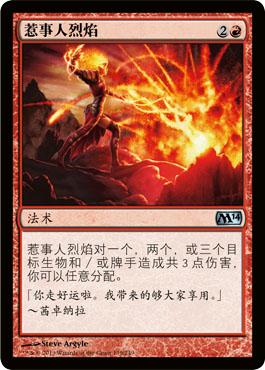 惹事人烈焰 2
法术 M14
惹事人烈焰对一个，两个，或三个目
标生物和／或牌手造成共3点伤害，
你可以任意分配。
「你走好运啦。我带来的够大家享用。」
～茜卓纳拉
Steve Argyle